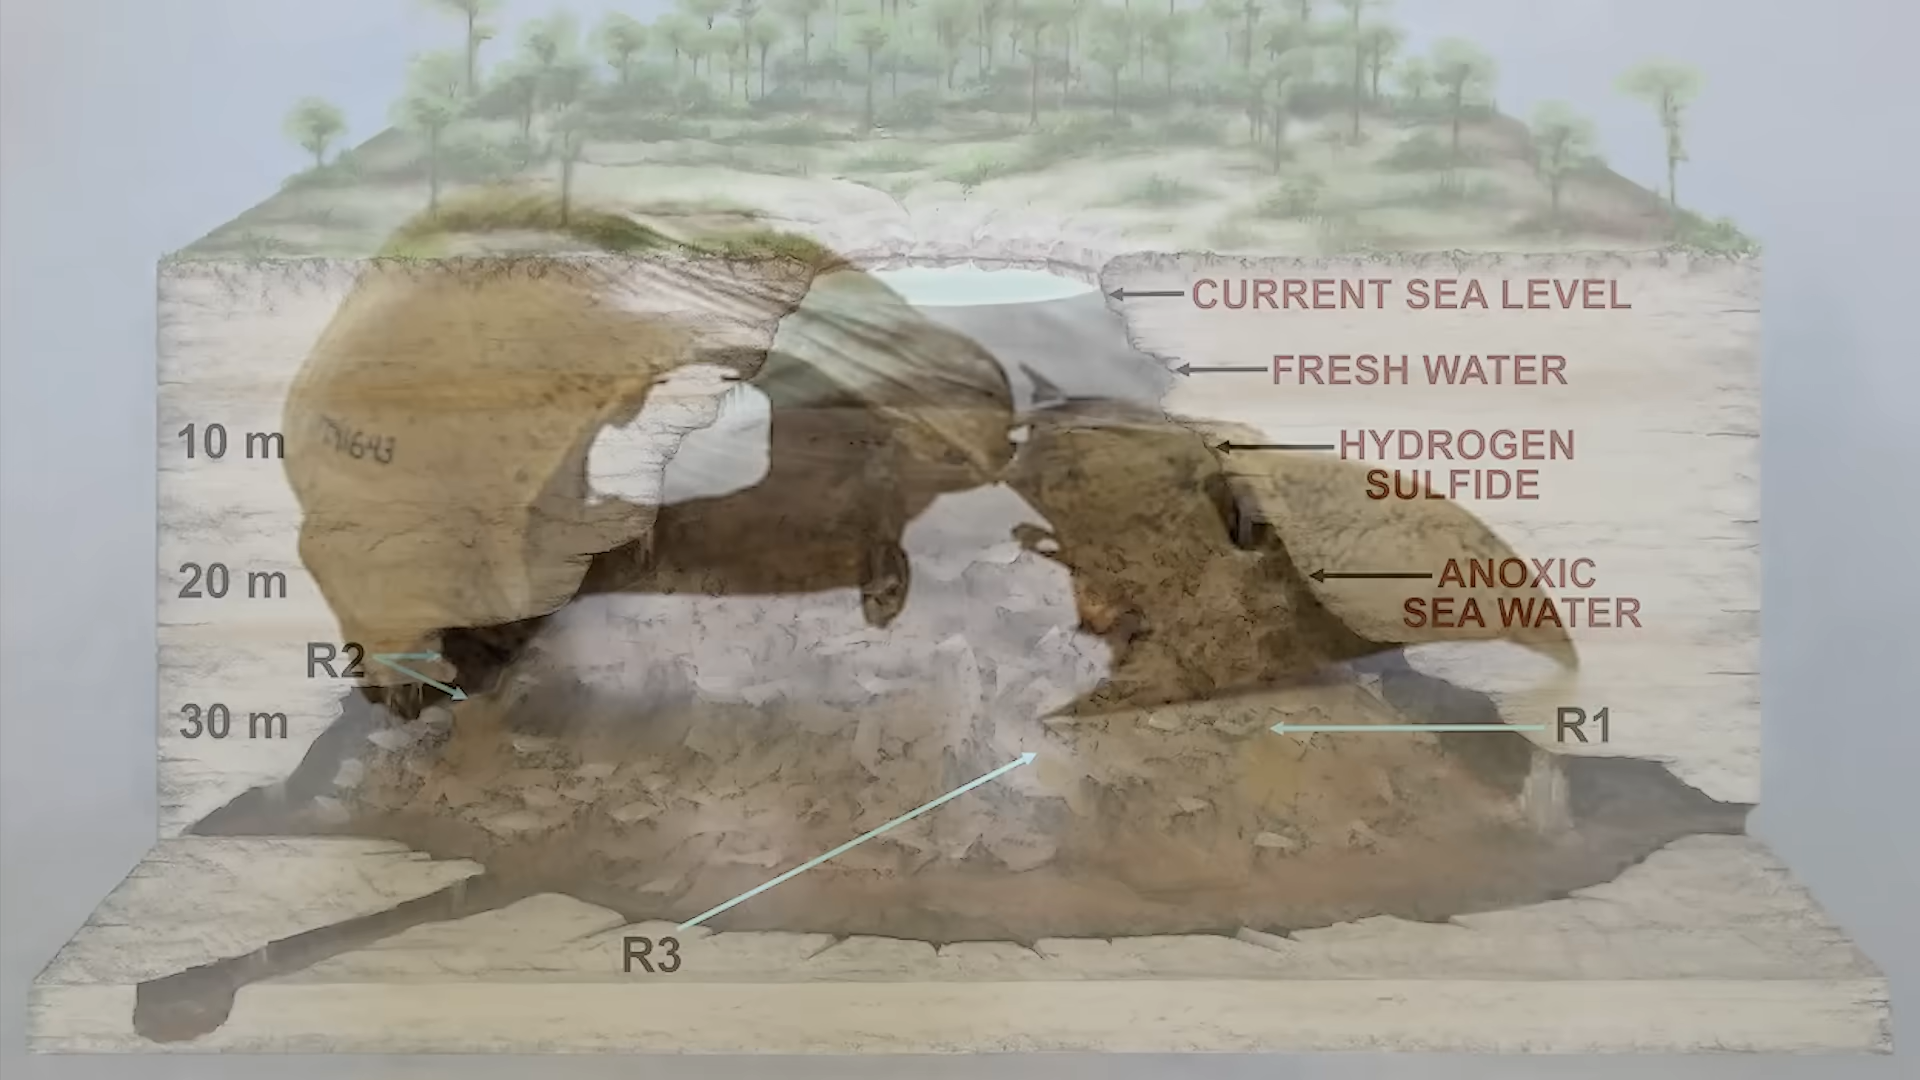 CURRENT SEA LEVEL
FRESH WATER
10 m
HYDROGEN
SULFIDE
20 m
ANOXIC
SEA WATER
R2
30 m
R1
R3